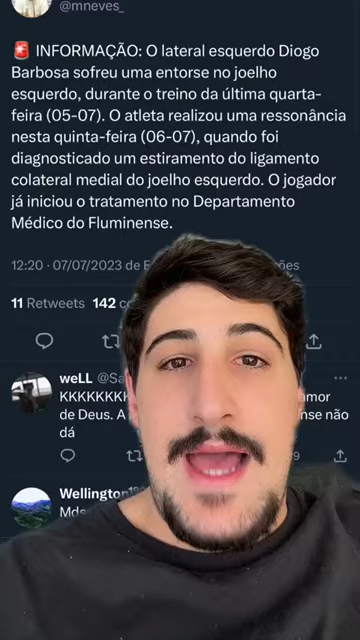 @mneves_
🚨 INFORMAÇÃO: O lateral esquerdo Diogo
Barbosa sofreu uma entorse no joelho
esquerdo, durante o treino da última quarta-
feira (05-07). O atleta realizou uma ressonância
nesta quinta-feira (06-07), quando foi
diagnosticado um estiramento do ligamento
colateral medial do joelho esquerdo. O jogador
já iniciou o tratamento no Departamento
Médico do Fluminense.
12:20 · 07/07/2023 de
11 Retweets 142
weLL
KKKKKKKK
de Deus. A não
dá
Wellington